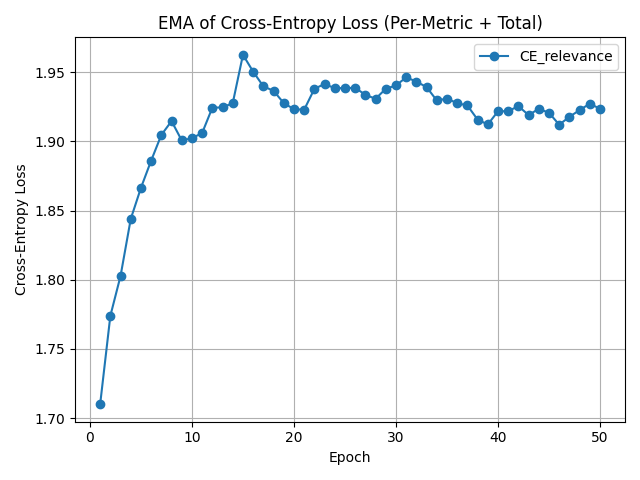 EMA of Cross-Entropy Loss (Per-Metric + Total)
CE_relevance
Cross-Entropy Loss
1.95
1.90
1.85
1.80
1.75
1.70
0 10 20 30 40 50
Epoch